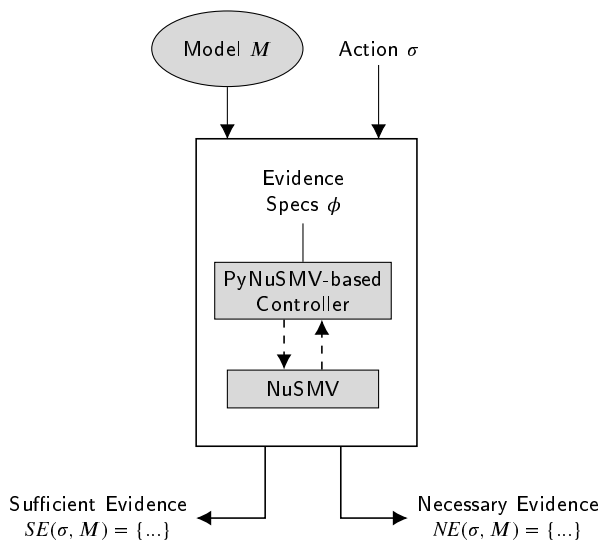 Model M
Action σ
Evidence
Specs ϕ
PyNuSMV-based
Controller
NuSMV
Sufficient Evidence
SE(σ, M) = {...}
Necessary Evidence
NE(σ, M) = {...}